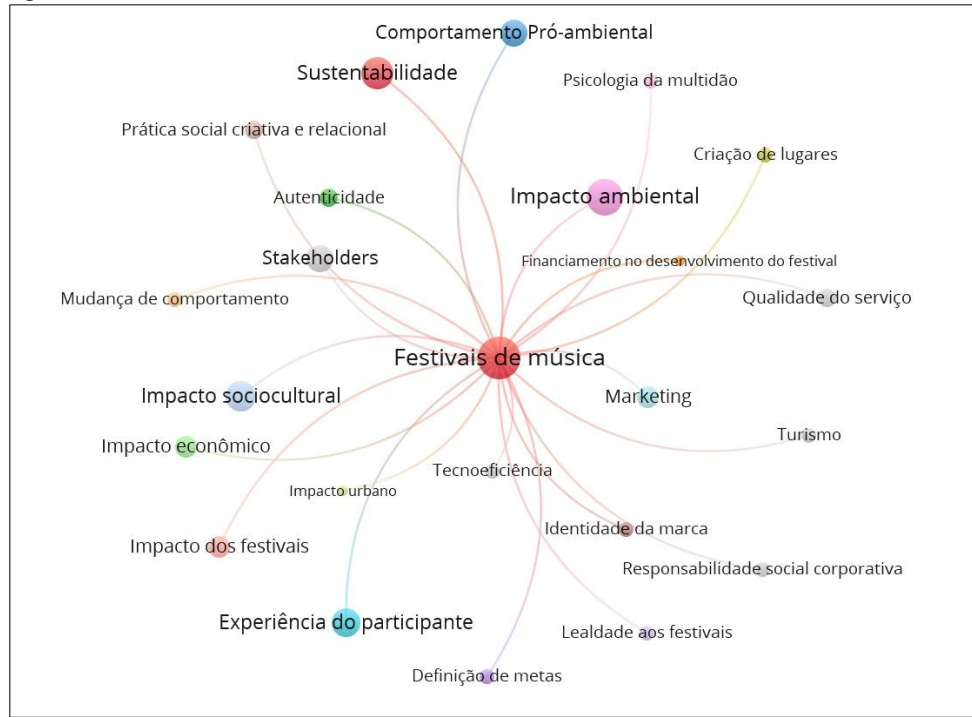 Comportamento Pró-ambiental
Sustentabilidade
Psicologia da multidão
Prática social criativa e relacional
Criação de lugares
Autenticidade
Impacto ambiental
Stakeholders
Financiamento no desenvolvimento do festival
Mudança de comportamento
Qualidade do serviço
Festivais de música
Impacto sociocultural
Marketing
Turismo
Impacto econômico
Tecnoeficiência
Impacto urbano
Identidade da marca
Impacto dos festivais
Responsabilidade social corporativa
Experiência do participante
Lealdade aos festivais
Definição de metas